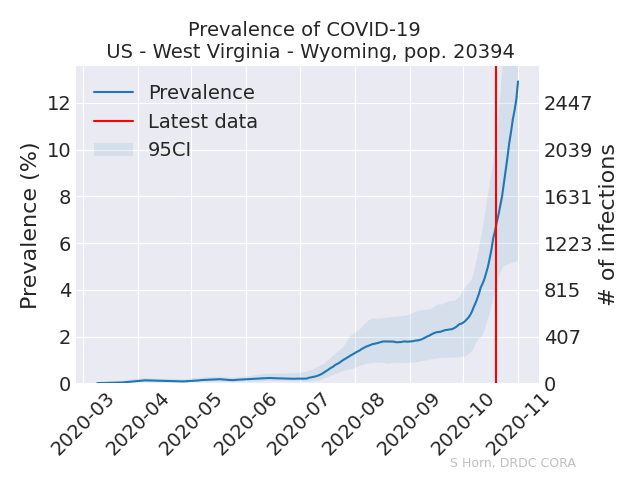 Prevalence of COVID-19
US - West Virginia - Wyoming, pop. 20394
Prevalence
Latest data
95CI
Prevalence (%)
12
10
8
6
4
2
0
2447
2039
1631
1223
815
407
0
# of infections
2020-03
2020-04
2020-05
2020-06
2020-07
2020-08
2020-09
2020-10
2020-11
S Horn, DRDC CORA